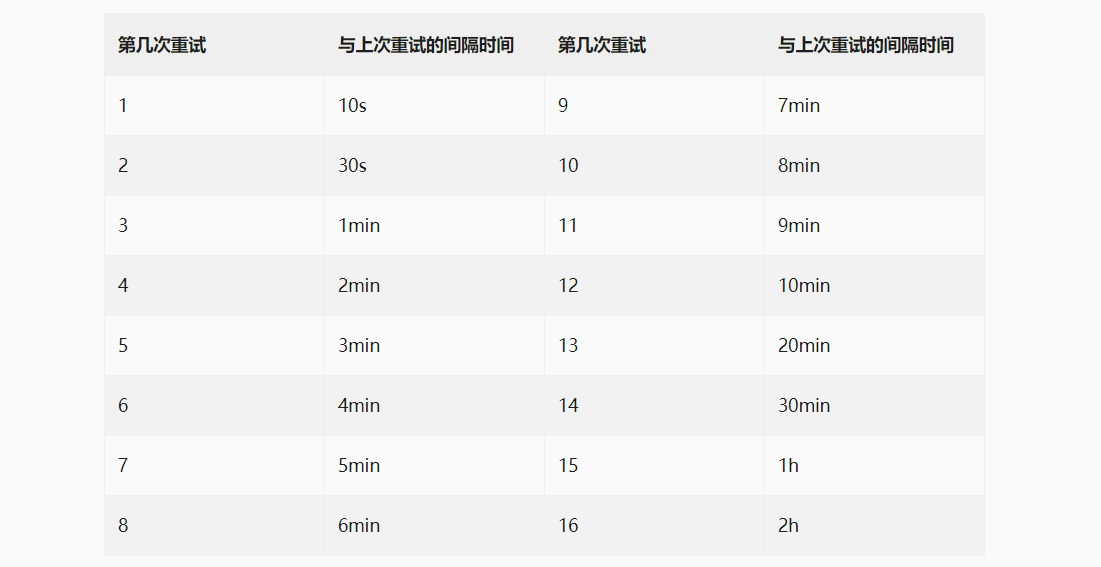 第几次重试 与上次重试的间隔时间 第几次重试 与上次重试的间隔时间
1 10s 9 7min
2 30s 10 8min
3 1min 11 9min
4 2min 12 10min
5 3min 13 20min
6 4min 14 30min
7 5min 15 1h
8 6min 16 2h